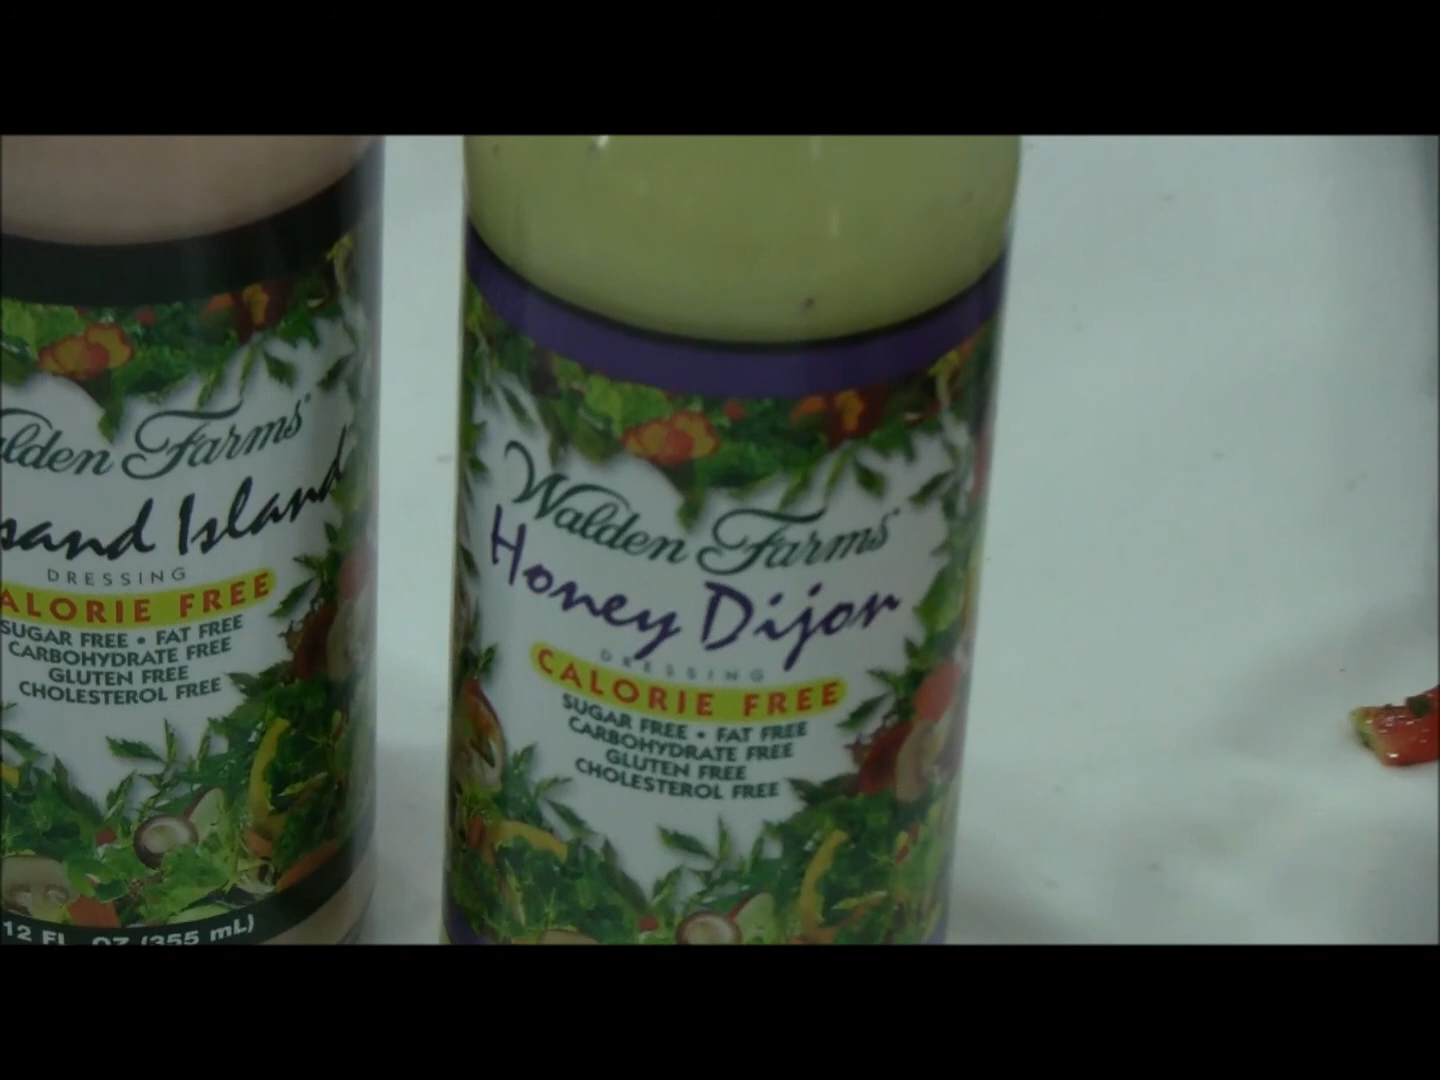 Farms®
sand Island
DRESSING
ALORIE FREE
SUGAR FREE • FAT FREE
CARBOHYDRATE FREE
GLUTEN FREE
CHOLESTEROL FREE
12 FL OZ (355 mL)
Walden Farms®
Honey Dijon
DRESSING
CALORIE FREE
SUGAR FREE • FAT FREE
CARBOHYDRATE FREE
GLUTEN FREE
CHOLESTEROL FREE